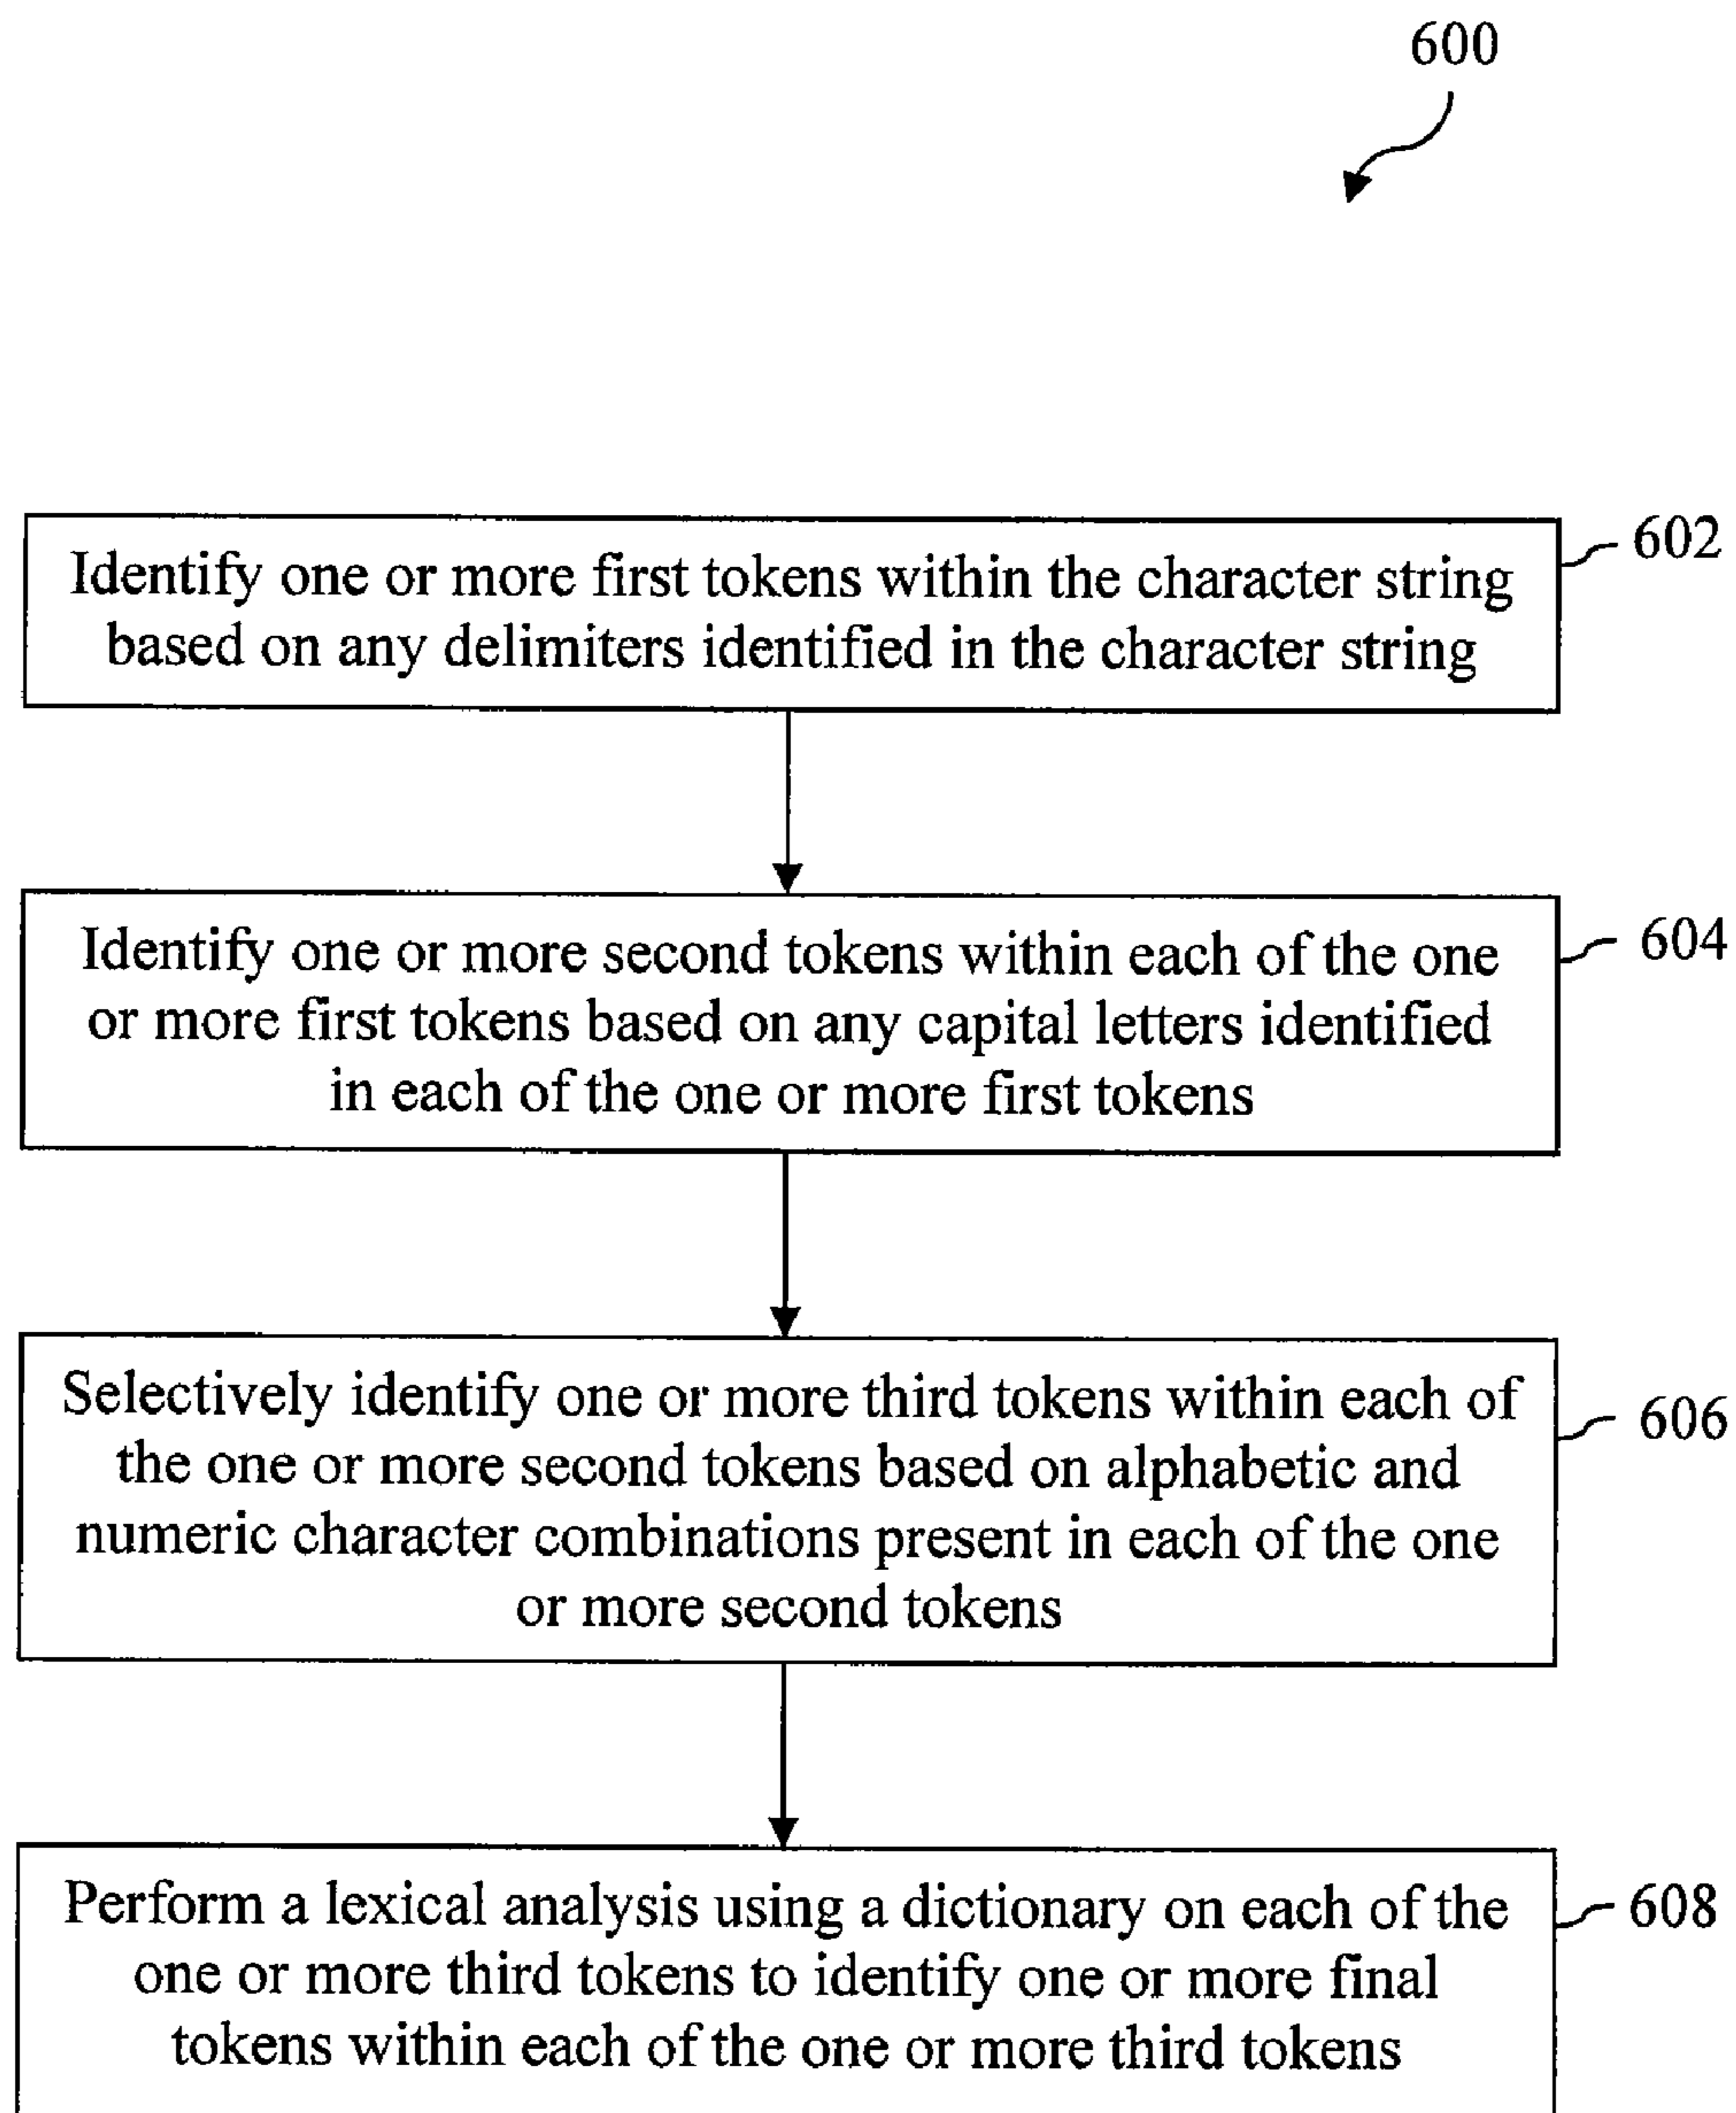 600
Identify one or more first tokens within the character string
based on any delimiters identified in the character string
602
Identify one or more second tokens within each of the one
or more first tokens based on any capital letters identified
in each of the one or more first tokens
604
Selectively identify one or more third tokens within each of
the one or more second tokens based on alphabetic and
numeric character combinations present in each of the one
or more second tokens
606
Perform a lexical analysis using a dictionary on each of the
one or more third tokens to identify one or more final
tokens within each of the one or more third tokens
608